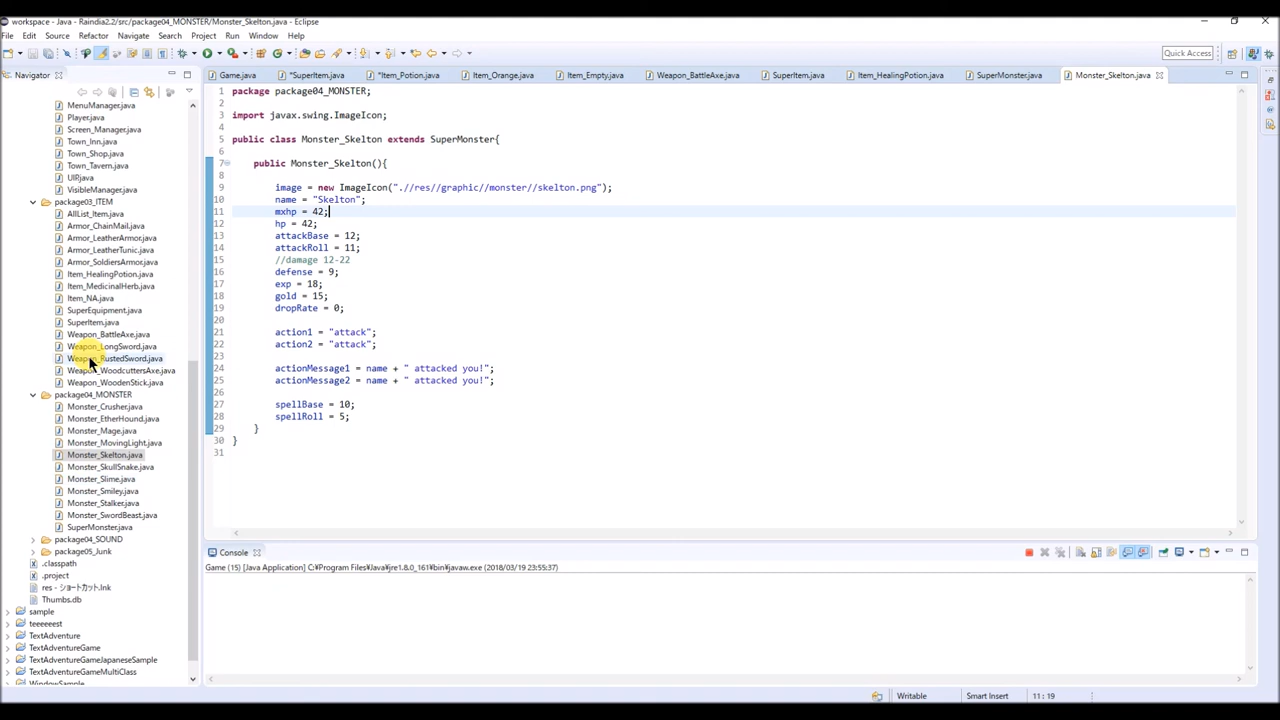 workspace - Java - Raindia2.2/src/package04_MONSTER/Monster_Skelton.java - Eclipse
File Edit Source Refactor Navigate Search Project Run Window Help
Quick Access
Navigator
Game.java *SuperItem.java *Item_Potion.java Item_Orange.java Item_Empty.java Weapon_BattleAxe.java SuperItem.java Item_HealingPotion.java SuperMonster.java Monster_Skelton.java
MenuManager.java
Player.java
Screen_Manager.java
Town_Inn.java
Town_Shop.java
Town_Tavern.java
UIR.java
VisibleManager.java
package03_ITEM
AllList_Item.java
Armor_ChainMail.java
Armor_LeatherArmor.java
Armor_LeatherTunic.java
Armor_SoldiersArmor.java
Item_HealingPotion.java
Item_MedicinalHerb.java
Item_NA.java
SuperEquipment.java
SuperItem.java
Weapon_BattleAxe.java
Weapon_LongSword.java
Weapon_RustedSword.java
Weapon_WoodcuttersAxe.java
Weapon_WoodenStick.java
package04_MONSTER
Monster_Crusher.java
Monster_EtherHound.java
Monster_Mage.java
Monster_MovingLight.java
Monster_Skelton.java
Monster_SkullSnake.java
Monster_Slime.java
Monster_Smiley.java
Monster_Stalker.java
Monster_SwordBeast.java
SuperMonster.java
package04_SOUND
package05_Junk
.classpath
.project
res - ショートカット.lnk
Thumbs.db
sample
teeeeeest
TextAdventure
TextAdventureGame
TextAdventureGameJapaneseSample
TextAdventureGameMultiClass
WindowSample
1 package package04_MONSTER;
2
3 import javax.swing.ImageIcon;
4
5 public class Monster_Skelton extends SuperMonster{
6
7 public Monster_Skelton(){
8
9 image = new ImageIcon(".//res//graphic//monster//skelton.png");
10 name = "Skelton";
11 mxhp = 42;
12 hp = 42;
13 attackBase = 12;
14 attackRoll = 11;
15 //damage 12-22
16 defense = 9;
17 exp = 18;
18 gold = 15;
19 dropRate = 0;
20
21 action1 = "attack";
22 action2 = "attack";
23
24 actionMessage1 = name + " attacked you!";
25 actionMessage2 = name + " attacked you!";
26
27 spellBase = 10;
28 spellRoll = 5;
29 }
30 }
31
Console
Game (15) [Java Application] C:¥Program Files¥Java¥jre1.8.0_161¥bin¥javaw.exe (2018/03/19 23:55:37)
Writable Smart Insert 11 : 19